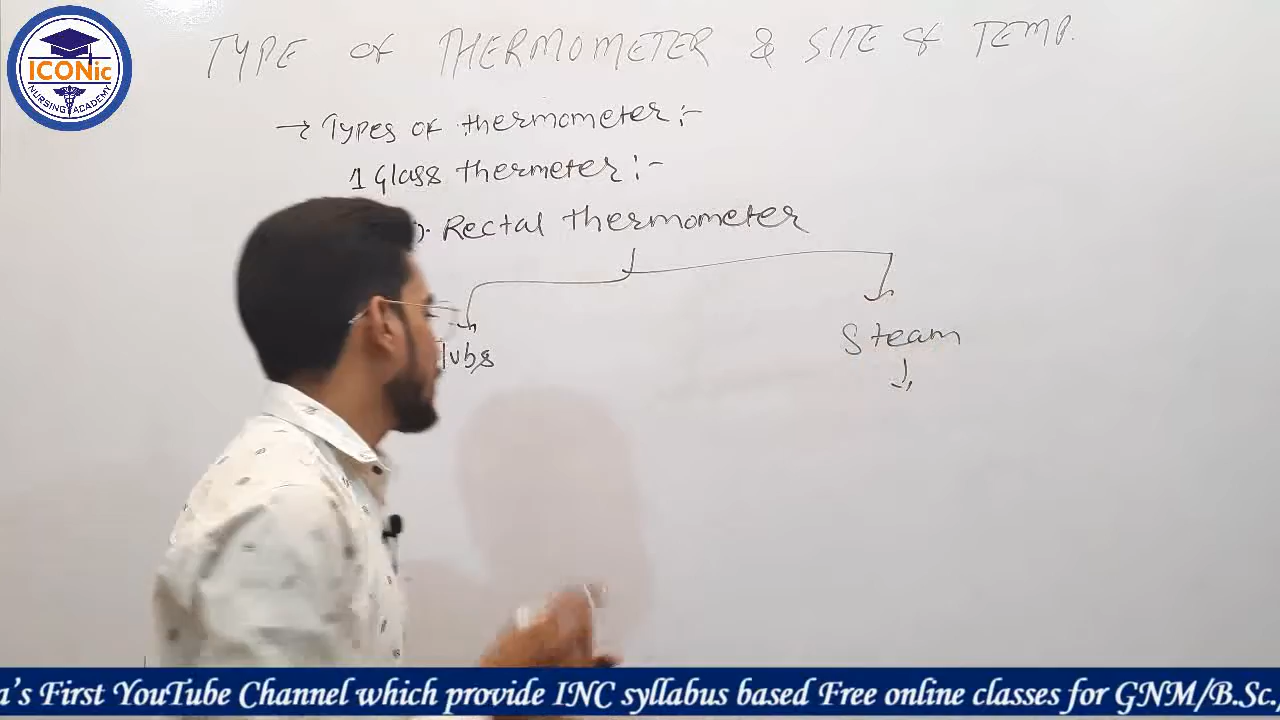 ICONic
NURSING ACADEMY
TYPE of THERMOMETER & SITE of TEMP.
→ Types of thermometer :-
1 Glass thermeter :-
). Rectal thermometer
Steam
a's First YouTube Channel which provide INC syllabus based Free online classes for GNM/B.Sc.